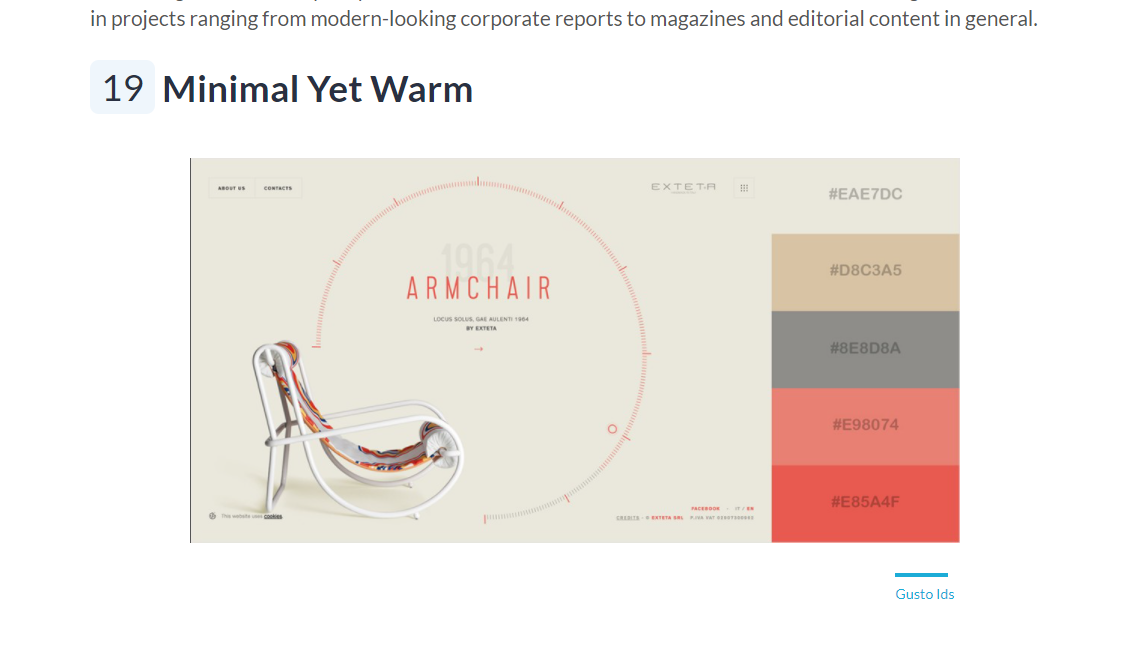 in projects ranging from modern-looking corporate reports to magazines and editorial content in general.
19 Minimal Yet Warm
ABOUT US CONTACTS
EXTETA
1964
ARMCHAIR
LOCUS SOLUS, GAE AULENTI 1964
BY EXTETA
→
#EAE7DC
#D8C3A5
#8E8D8A
#E98074
#E85A4F
This website uses cookies
FACEBOOK - IT / EN
CREDITS - © EXTETA SRL
Gusto Ids